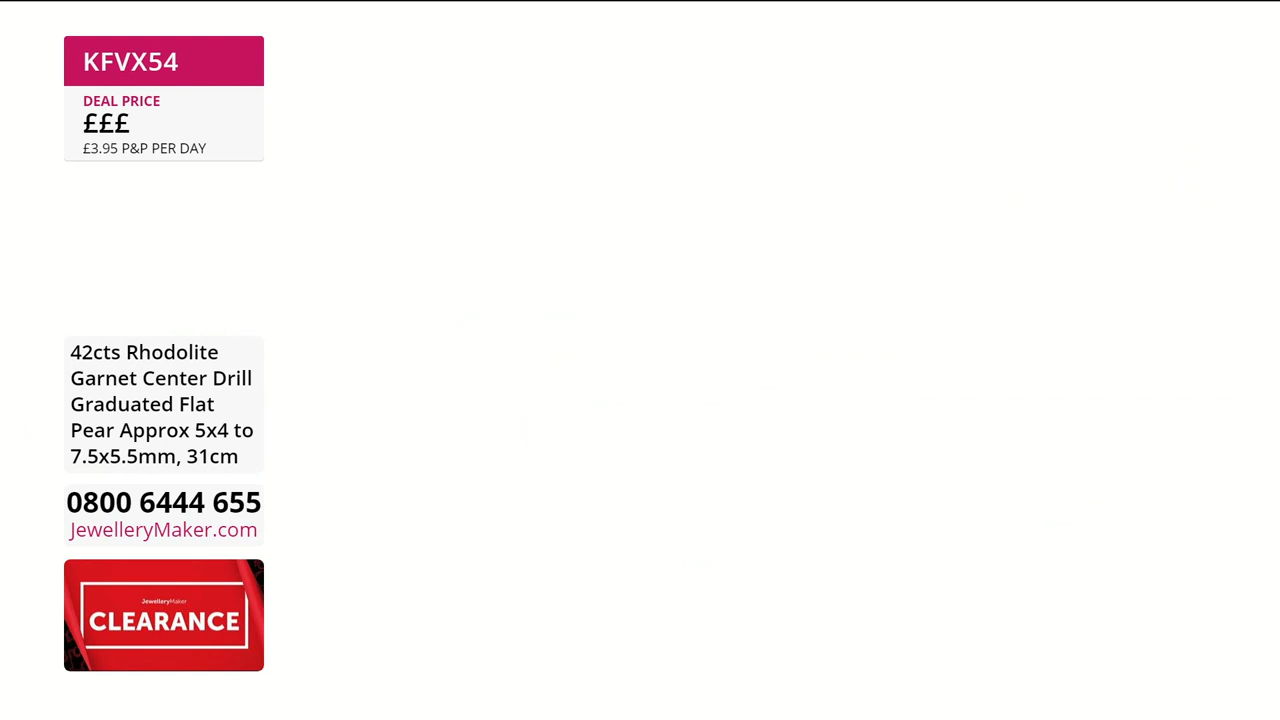 KFVX54
DEAL PRICE
£££
£3.95 P&P PER DAY
42cts Rhodolite
Garnet Center Drill
Graduated Flat
Pear Approx 5x4 to
7.5x5.5mm, 31cm
0800 6444 655
JewelleryMaker.com
JewelleryMaker
CLEARANCE